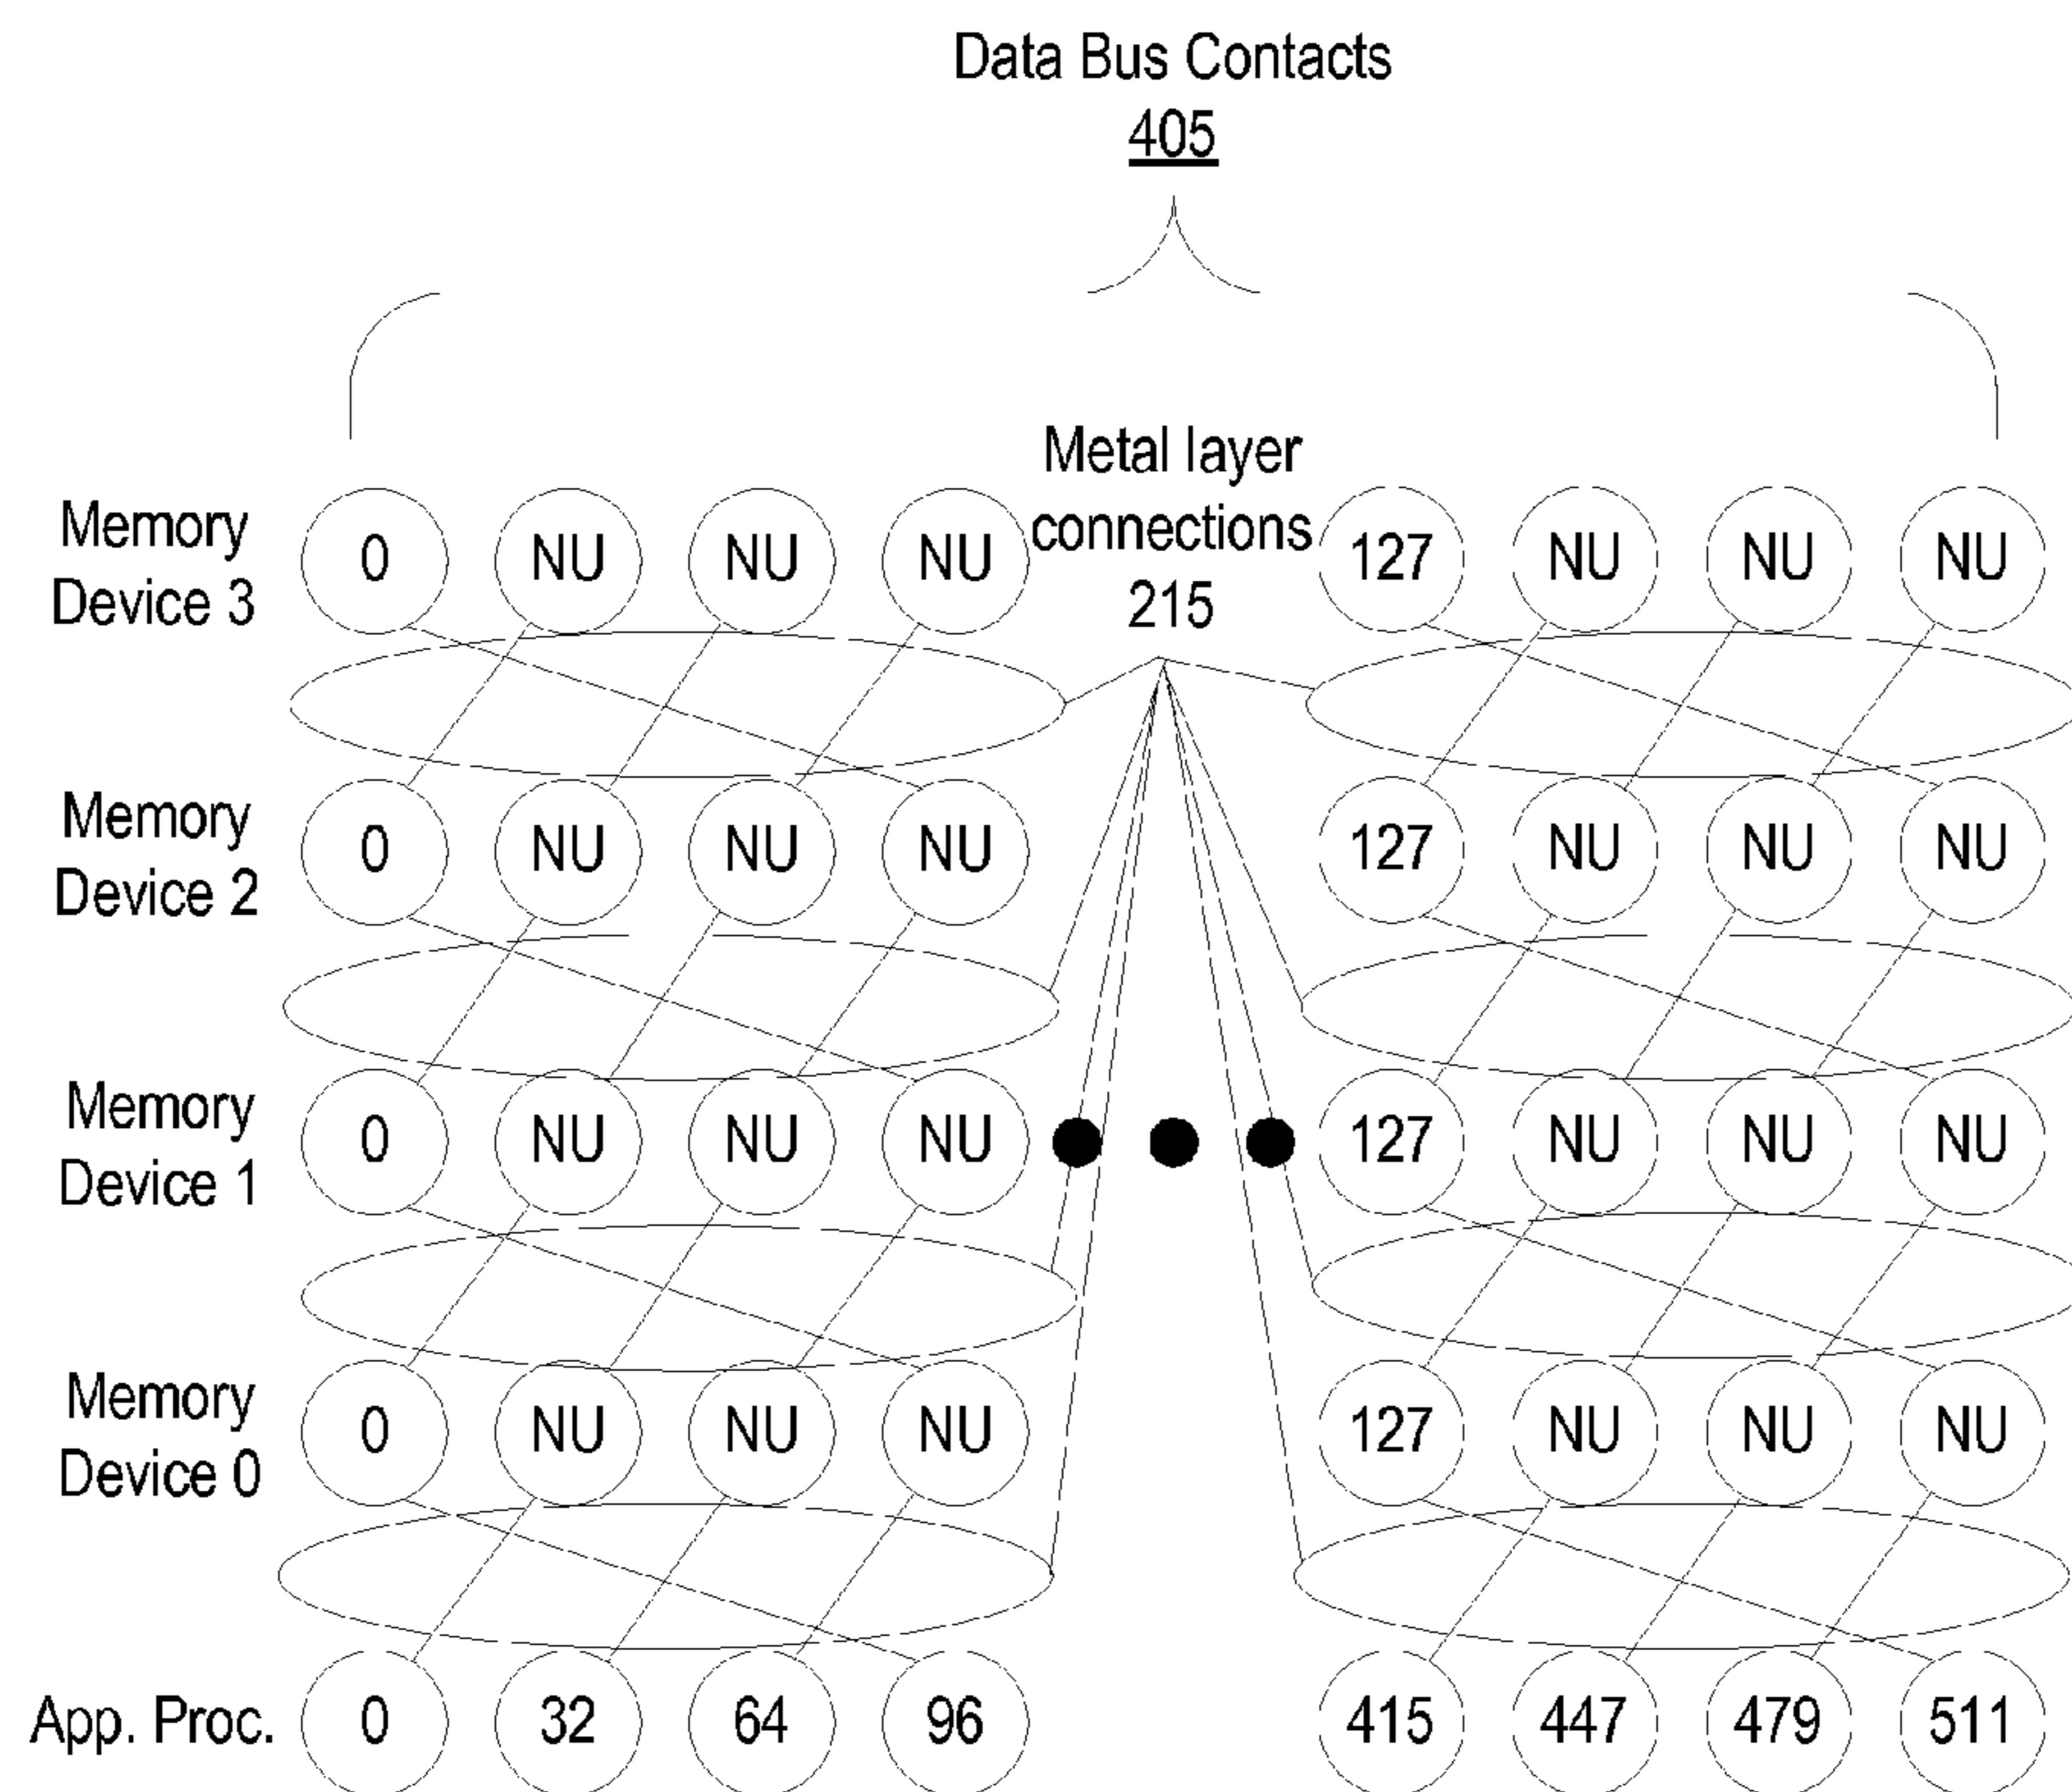 Data Bus Contacts
405
Metal layer
connections
215
Memory
Device 3
0 NU NU NU 127 NU NU NU
Memory
Device 2
0 NU NU NU 127 NU NU NU
Memory
Device 1
0 NU NU NU 127 NU NU NU
Memory
Device 0
0 NU NU NU 127 NU NU NU
App. Proc. 0 32 64 96 415 447 479 511